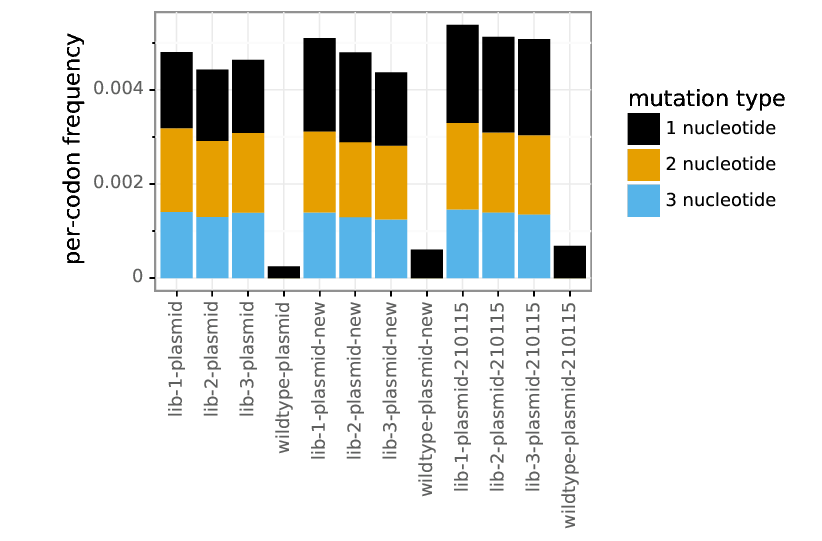 per-codon frequency
0.004
0.002
0
lib-1-plasmid
lib-2-plasmid
lib-3-plasmid
wildtype-plasmid
lib-1-plasmid-new
lib-2-plasmid-new
lib-3-plasmid-new
wildtype-plasmid-new
lib-1-plasmid-210115
lib-2-plasmid-210115
lib-3-plasmid-210115
wildtype-plasmid-210115
mutation type
1 nucleotide
2 nucleotide
3 nucleotide